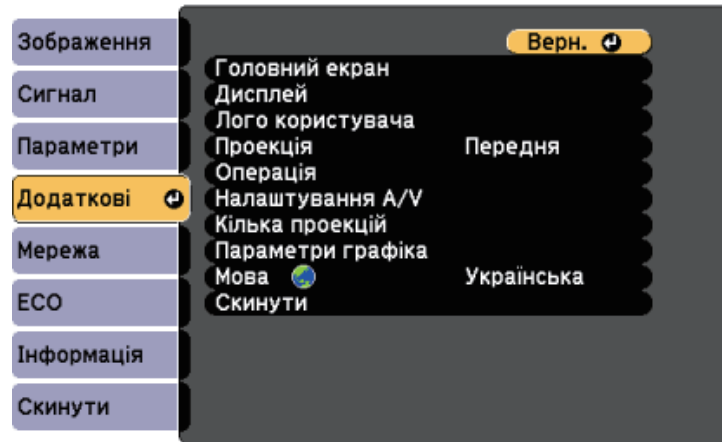 Зображення
Сигнал
Параметри
Додаткові
Мережа
ECO
Інформація
Скинути
Верн.
Головний екран
Дисплей
Лого користувача
Проекція Передня
Операція
Налаштування A/V
Кілька проекцій
Параметри графіка
Мова Українська
Скинути